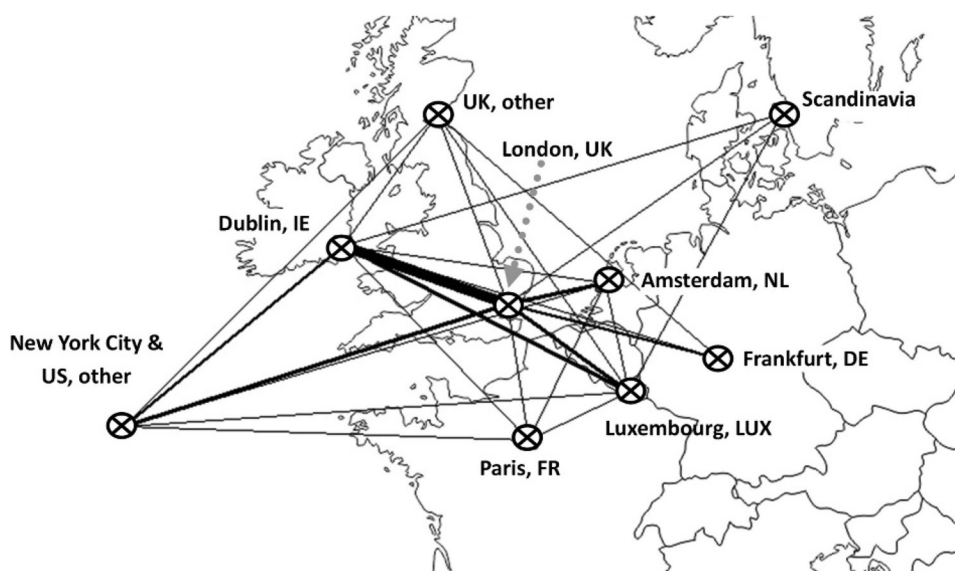 UK, other
Scandinavia
London, UK
Dublin, IE
Amsterdam, NL
New York City &
US, other
Frankfurt, DE
Luxembourg, LUX
Paris, FR